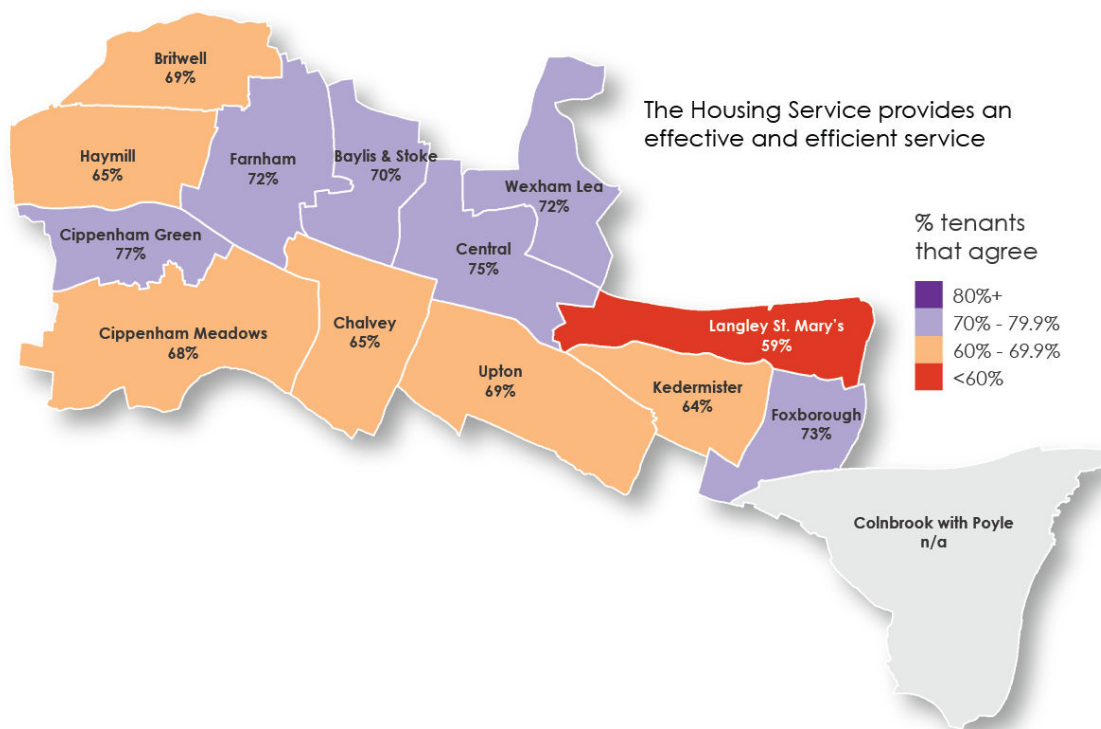 Britwell
69%
The Housing Service provides an
effective and efficient service
Haymill
65%
Farnham
72%
Baylis & Stoke
70%
Wexham Lea
72%
Cippenham Green
77%
Central
75%
% tenants
that agree
80%+
70% - 79.9%
60% - 69.9%
<60%
Cippenham Meadows
68%
Chalvey
65%
Langley St. Mary's
59%
Upton
69%
Kedermister
64%
Foxborough
73%
Colnbrook with Poyle
n/a